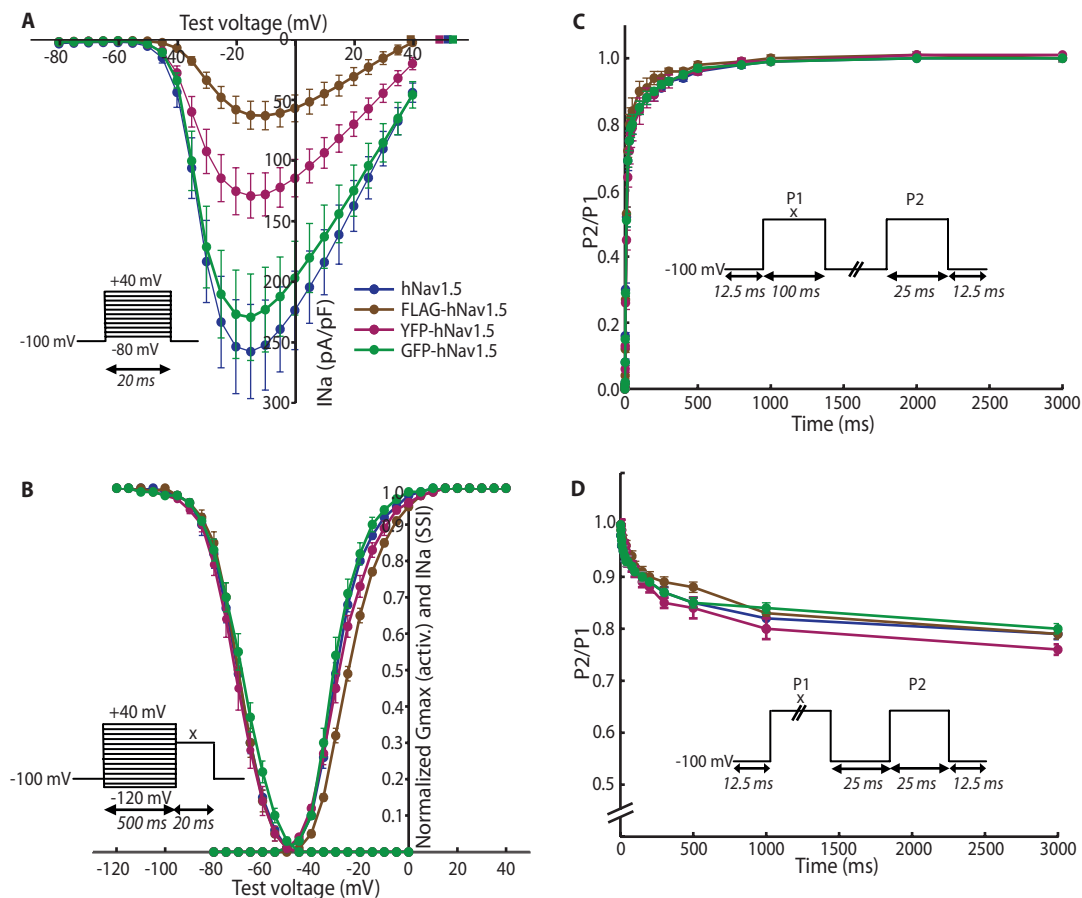 A
Test voltage (mV)
-80 -60 -40 -20 0 20 40
50
100
150
200
250
300
INa (pA/pF)
+40 mV
-100 mV
-80 mV
20 ms
hNav1.5
FLAG-hNav1.5
YFP-hNav1.5
GFP-hNav1.5
C
P2/P1
1.0
0.8
0.6
0.4
0.2
0.0
P1
x
P2
-100 mV
12.5 ms 100 ms 25 ms 12.5 ms
0 500 1000 1500 2000 2500 3000
Time (ms)
B
Normalized Gmax (activ.) and INa (SSI)
1.0
0.9
0.8
0.7
0.6
0.5
0.4
0.3
0.2
0.1
+40 mV
x
-100 mV
-120 mV
500 ms 20 ms
-120 -100 -80 -60 -40 -20 0 20 40
Test voltage (mV)
D
P2/P1
1.0
0.9
0.8
0.7
0.6
0.5
P1
x
P2
-100 mV
12.5 ms 25 ms 25 ms 12.5 ms
0 500 1000 1500 2000 2500 3000
Time (ms)